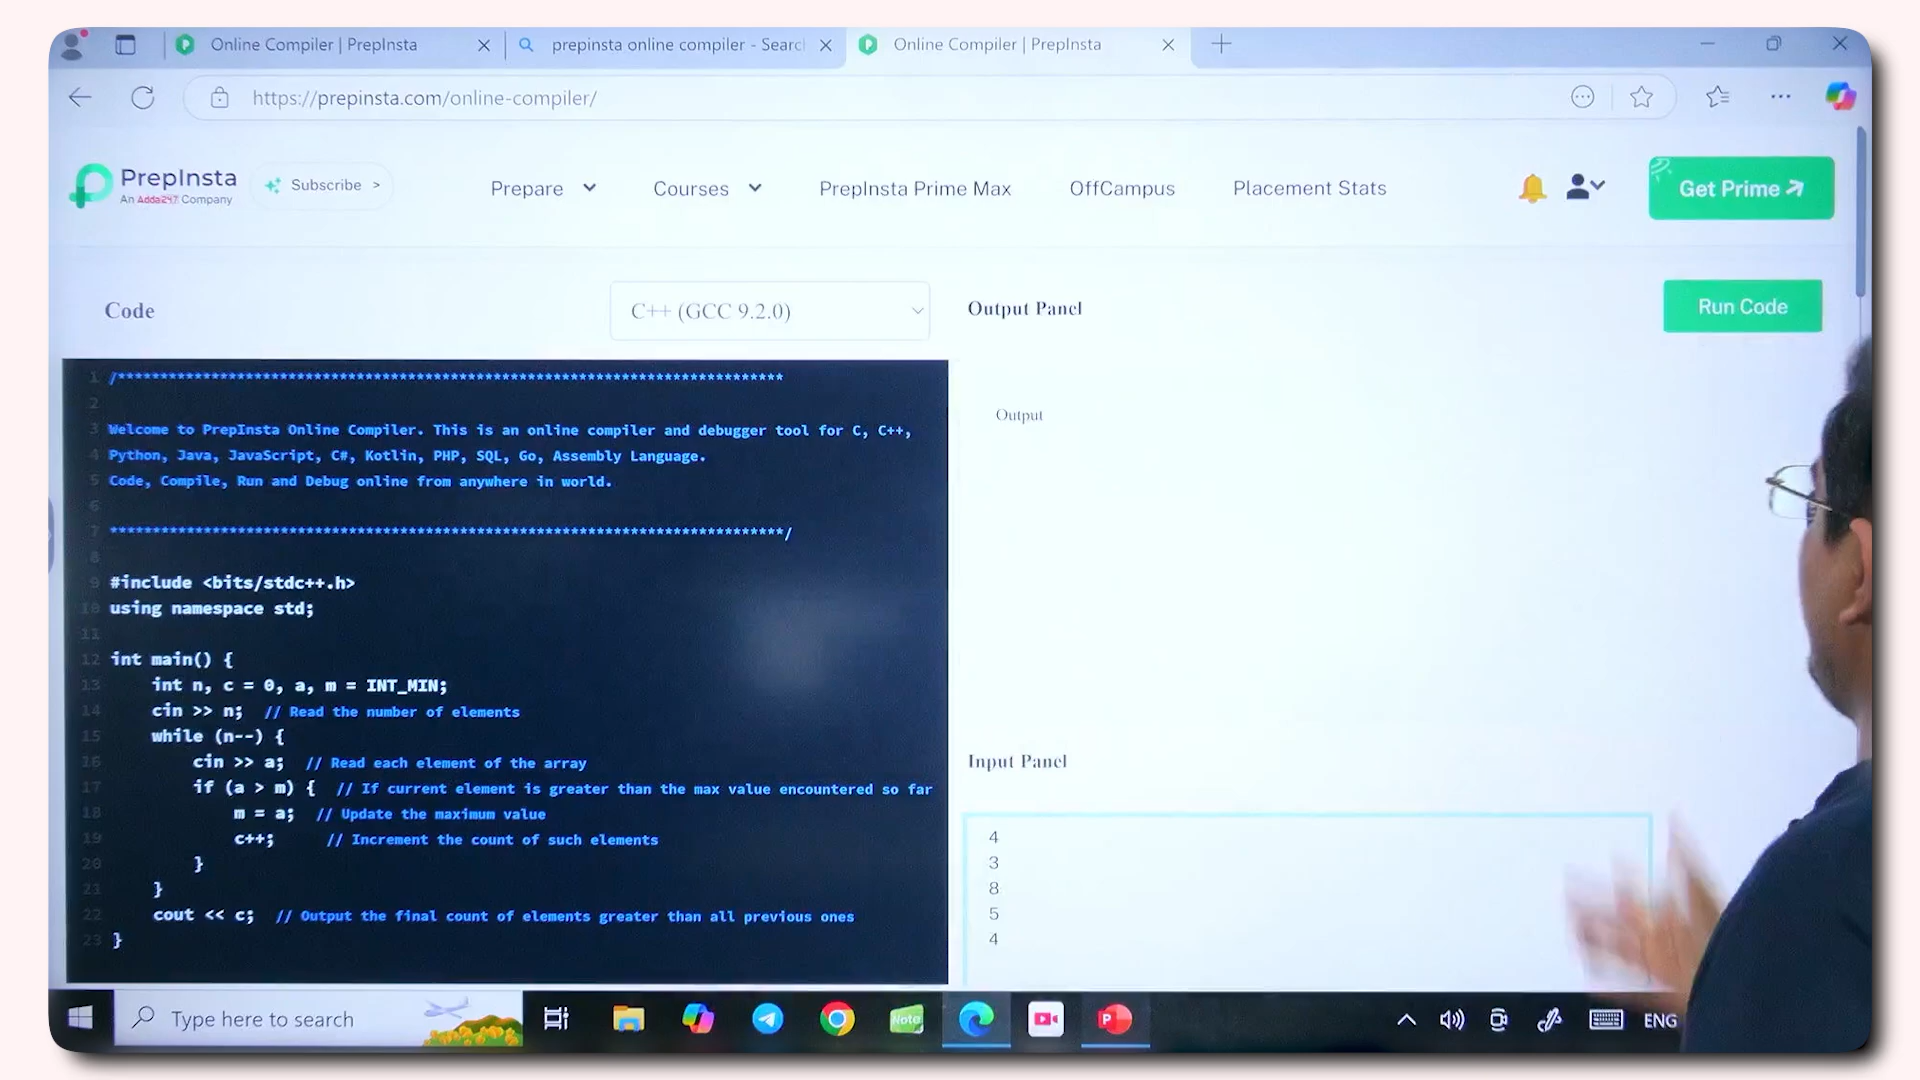 Online Compiler | PrepInsta
prepinsta online compiler - Searc
Online Compiler | PrepInsta
https://prepinsta.com/online-compiler/
PrepInsta
An Adda247 Company
Subscribe >
Prepare
Courses
PrepInsta Prime Max
OffCampus
Placement Stats
Get Prime
Code
C++ (GCC 9.2.0)
Output Panel
Run Code
1 /******************************************************************************
2
3 Welcome to PrepInsta Online Compiler. This is an online compiler and debugger tool for C, C++,
4 Python, Java, JavaScript, C#, Kotlin, PHP, SQL, Go, Assembly Language.
5 Code, Compile, Run and Debug online from anywhere in world.
6
7 *******************************************************************************/
8
9 #include <bits/stdc++.h>
10 using namespace std;
11
12 int main() {
13 int n, c = 0, a, m = INT_MIN;
14 cin >> n; // Read the number of elements
15 while (n--) {
16 cin >> a; // Read each element of the array
17 if (a > m) { // If current element is greater than the max value encountered so far
18 m = a; // Update the maximum value
19 c++; // Increment the count of such elements
20 }
21 }
22 cout << c; // Output the final count of elements greater than all previous ones
23 }
Output
Input Panel
4
3
8
5
4
Type here to search
Note
P
ENG